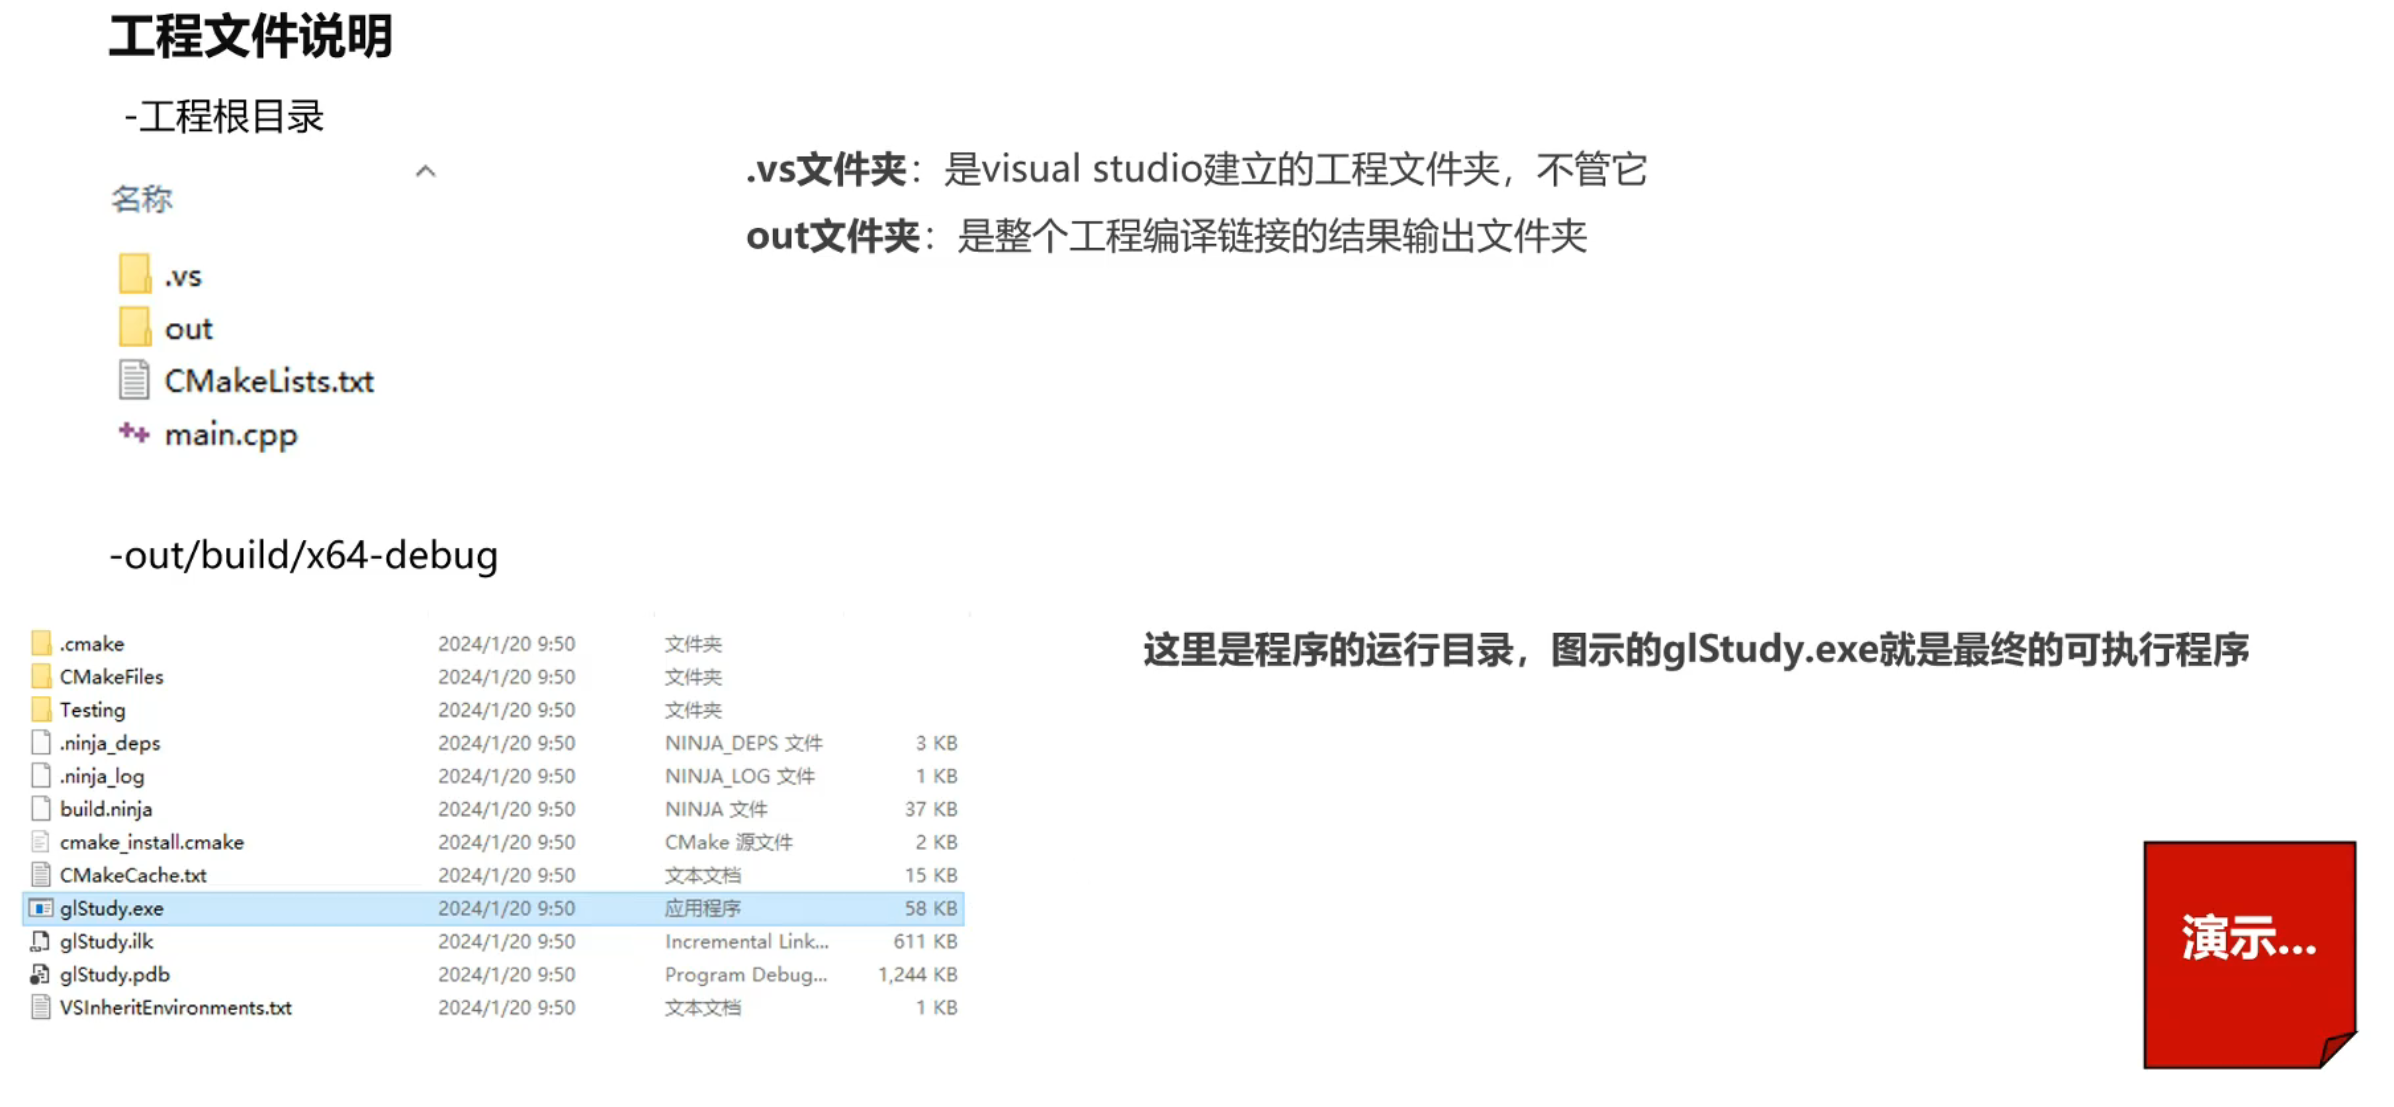 工程文件说明
-工程根目录
名称
.vs
out
CMakeLists.txt
main.cpp
.vs文件夹：是visual studio建立的工程文件夹，不管它
out文件夹：是整个工程编译链接的结果输出文件夹
-out/build/x64-debug
.cmake 2024/1/20 9:50 文件夹
CMakeFiles 2024/1/20 9:50 文件夹
Testing 2024/1/20 9:50 文件夹
.ninja_deps 2024/1/20 9:50 NINJA_DEPS 文件 3 KB
.ninja_log 2024/1/20 9:50 NINJA_LOG 文件 1 KB
build.ninja 2024/1/20 9:50 NINJA 文件 37 KB
cmake_install.cmake 2024/1/20 9:50 CMake 源文件 2 KB
CMakeCache.txt 2024/1/20 9:50 文本文档 15 KB
glStudy.exe 2024/1/20 9:50 应用程序 58 KB
glStudy.ilk 2024/1/20 9:50 Incremental Link... 611 KB
glStudy.pdb 2024/1/20 9:50 Program Debug... 1,244 KB
VSInheritEnvironments.txt 2024/1/20 9:50 文本文档 1 KB
这里是程序的运行目录，图示的glStudy.exe就是最终的可执行程序
演示...